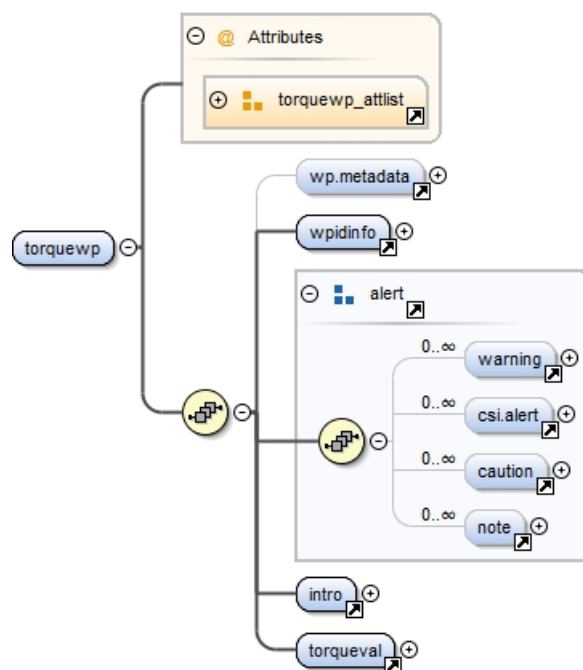 @ Attributes
torquewp_attlist
wp.metadata
wpidinfo
torquewp
alert
0..∞
warning
0..∞
csi.alert
0..∞
caution
0..∞
note
intro
torqueval